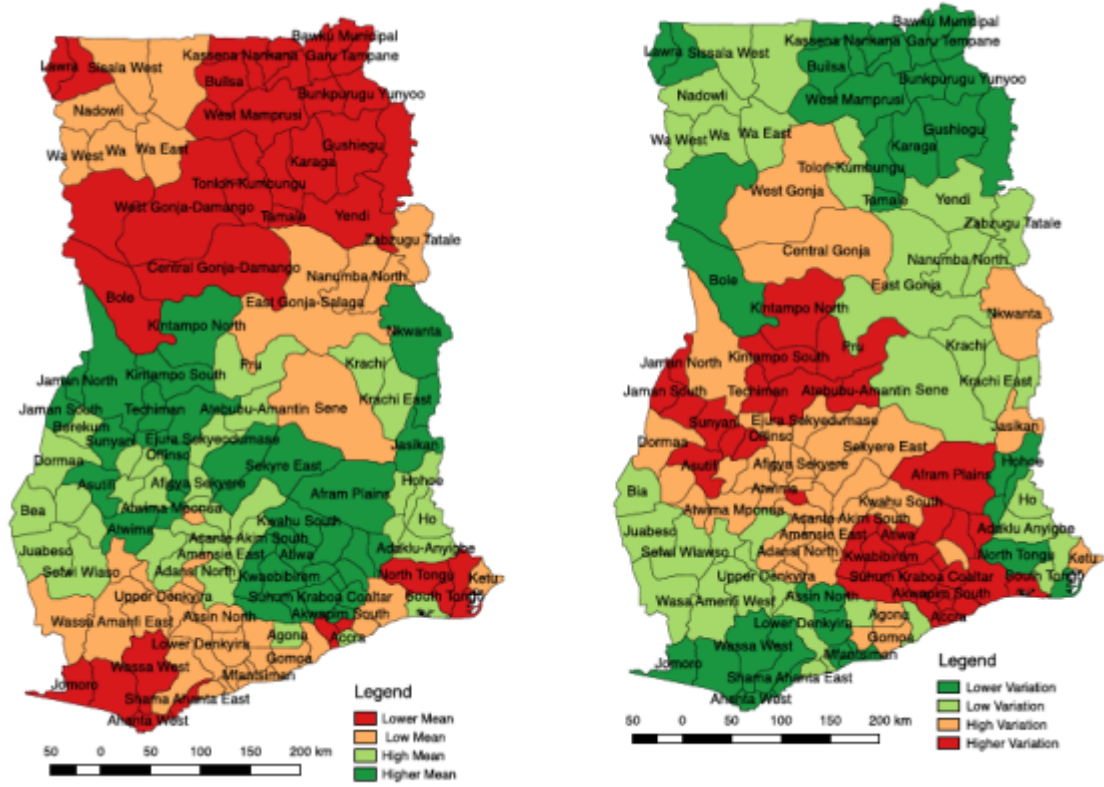 Bawku Municipal
Kassena Nankana
Garu Tampane
Lawra
Sissala West
Builsa
Bunkpurugu Yunyoo
Nadowli
West Mamprusi
Gushiegu
Wa West
Wa
Wa East
Karaga
Tonlon-Kumbungu
West Gonja-Damango
Tamale
Yendi
Zabzugu Tatale
Central Gonja-Damango
Nanumba North
Bole
East Gonja-Salaga
Kintampo North
Nkwanta
Pru
Krachi
Jaman North
Kintampo South
Krachi East
Jaman South
Techiman
Atebubu-Amantin
Sene
Berekum
Sunyani
Ejura Sekyedumase
Jasikan
Dormaa
Offinso
Sekyere East
Asutifi
Afigya Sekyere
Afram Plains
Hohoe
Bea
Atwima Mponoa
Atwima
Kwahu South
Ho
Juabeso
Asante-Akim South
Amansie East
Atiwa
Adaklu-Anyigbe
Sefwi Wiaso
Adansi North
Kwaebibirem
North Tongu
Ketu
Upper Denkyira
Suhum Kraboa Coaltar
South Tongu
Akwapim South
Wassa Amanfi East
Assin North
Lower Denkyira
Agona
Accra
Wassa West
Gomoa
Mfantsiman
Jomoro
Shama Ahanta East
Ahanta West
Legend
Lower Mean
Low Mean
High Mean
Higher Mean
50 0 50 100 150 200 km
Bawku Municipal
Kassena Nankana
Garu Tempane
Lawra
Sissala West
Builsa
Bunkpurugu Yunyoo
Nadowli
West Mamprusi
Gushiegu
Wa West
Wa
Wa East
Karaga
Tolon-Kumbungu
West Gonja
Tamale
Yendi
Zabzugu Tatale
Central Gonja
Nanumba North
Bole
East Gonja
Kintampo North
Nkwanta
Jaman North
Kintampo South
Pru
Krachi
Jaman South
Techiman
Atebubu-Amantin
Sene
Krachi East
Sunyani
Ejura Sekyedumase
Jasikan
Dormaa
Offinso
Sekyere East
Asutifi
Afigya Sekyere
Afram Plains
Hohoe
Bia
Atwima
Atwima Mponua
Kwahu South
Ho
Juabeso
Asante-Akim South
Amansie East
Atiwa
Adaklu Anyigbe
Sefwi Wiawso
Adansi North
Kwabibirem
North Tongu
Ketu
Upper Denkyira
Suhum Kraboa Coaltar
South Tongu
Wasa Amenfi West
Assin North
Akwapim South
Lower Denkyira
Agona
Accra
Wassa West
Gomoa
Mfantsiman
Jomoro
Shama Ahanta East
Ahanta West
Legend
Lower Variation
Low Variation
High Variation
Higher Variation
50 0 50 100 150 200 km